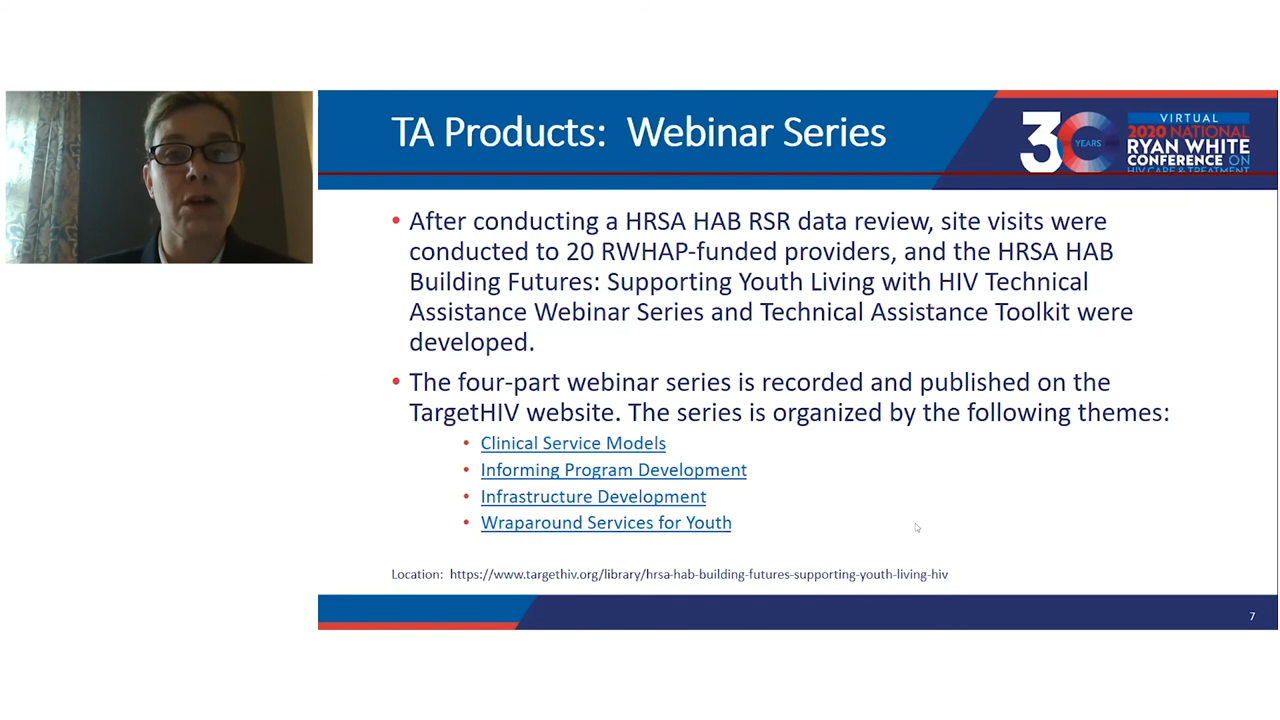 TA Products: Webinar Series
30
YEARS
VIRTUAL
2020 NATIONAL
RYAN WHITE
CONFERENCE ON
HIV CARE & TREATMENT
• After conducting a HRSA HAB RSR data review, site visits were
conducted to 20 RWHAP-funded providers, and the HRSA HAB
Building Futures: Supporting Youth Living with HIV Technical
Assistance Webinar Series and Technical Assistance Toolkit were
developed.
• The four-part webinar series is recorded and published on the
TargetHIV website. The series is organized by the following themes:
• Clinical Service Models
• Informing Program Development
• Infrastructure Development
• Wraparound Services for Youth
Location: https://www.targethiv.org/library/hrsa-hab-building-futures-supporting-youth-living-hiv
7